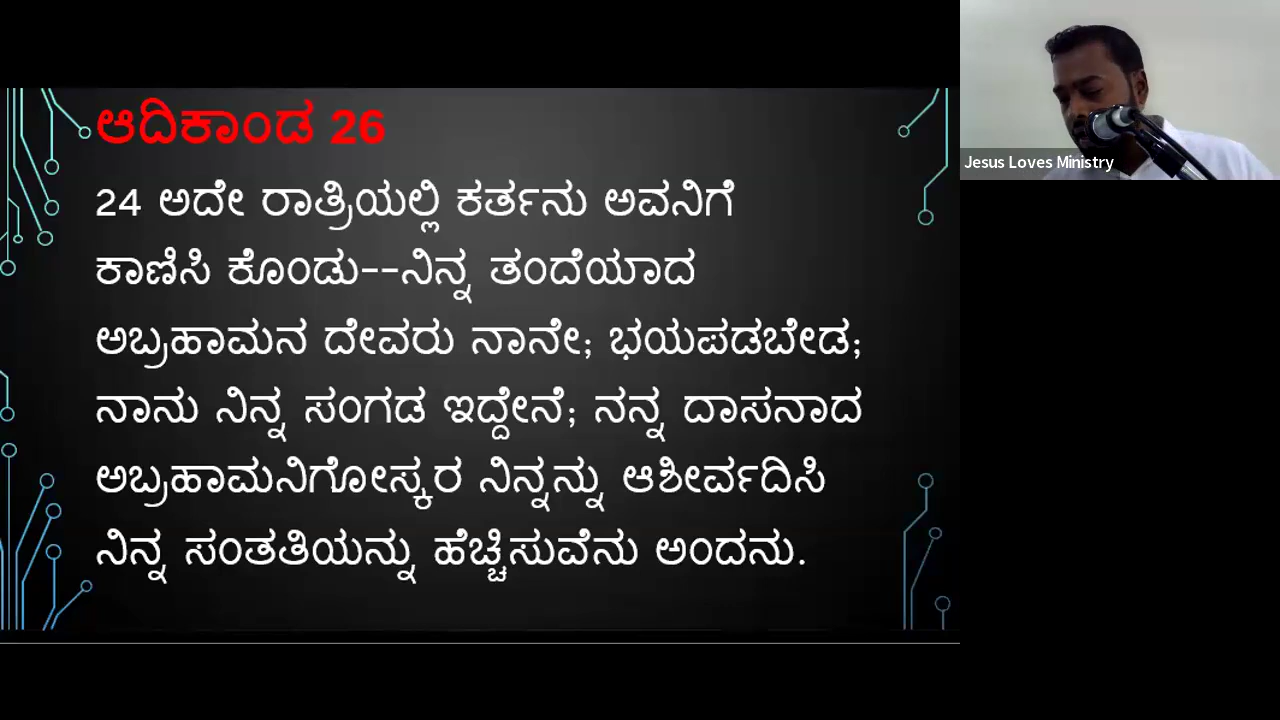 ಆದಿಕಾಂಡ 26
24 ಅದೇ ರಾತ್ರಿಯಲ್ಲಿ ಕರ್ತನು ಅವನಿಗೆ
ಕಾಣಿಸಿ ಕೊಂಡು--ನಿನ್ನ ತಂದೆಯಾದ
ಅಬ್ರಹಾಮನ ದೇವರು ನಾನೇ; ಭಯಪಡಬೇಡ;
ನಾನು ನಿನ್ನ ಸಂಗಡ ಇದ್ದೇನೆ; ನನ್ನ ದಾಸನಾದ
ಅಬ್ರಹಾಮನಿಗೋಸ್ಕರ ನಿನ್ನನ್ನು ಆಶೀರ್ವದಿಸಿ
ನಿನ್ನ ಸಂತತಿಯನ್ನು ಹೆಚ್ಚಿಸುವೆನು ಅಂದನು.
Jesus Loves Ministry